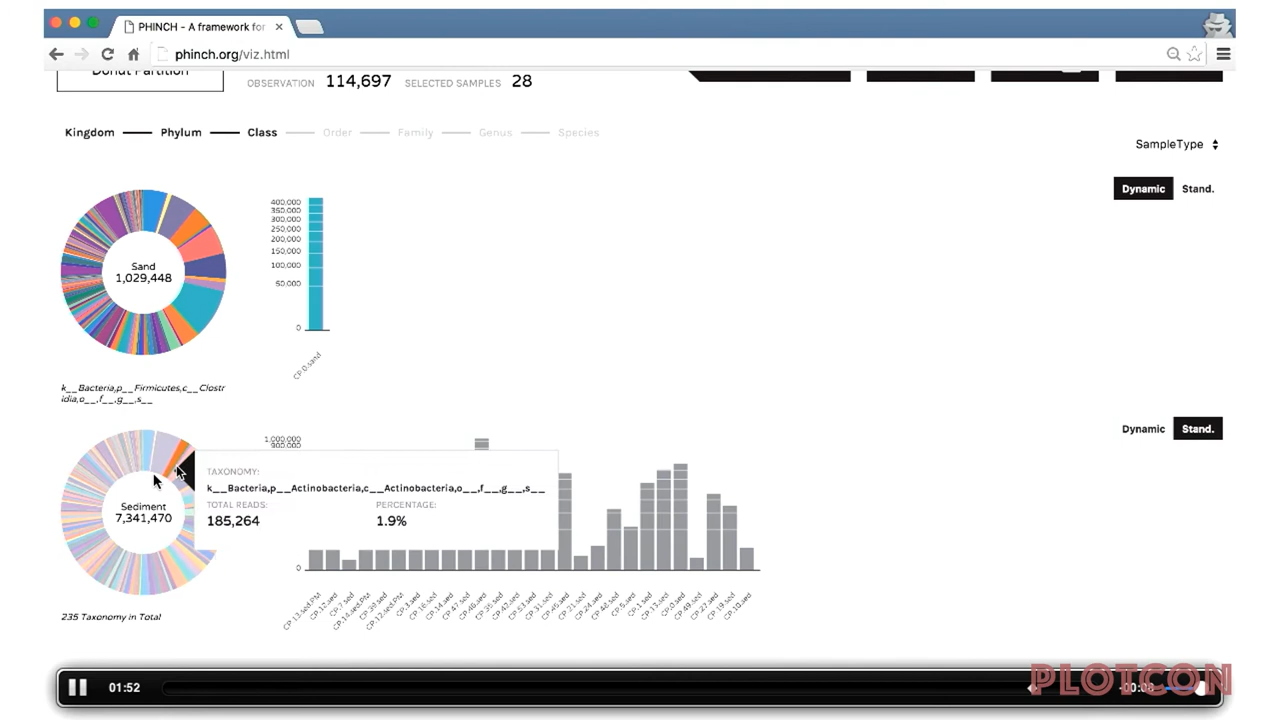 PHINCH - A framework for
phinch.org/viz.html
Donut Partition
OBSERVATION 114,697 SELECTED SAMPLES 28
Kingdom Phylum Class Order Family Genus Species
SampleType
Dynamic Stand.
400,000
350,000
300,000
250,000
200,000
150,000
100,000
50,000
0
Sand
1,029,448
CP.0.sand
k__Bacteria,p__Firmicutes,c__Clostr
idia,o__,f__,g__,s__
Dynamic Stand.
1,000,000
900,000
TAXONOMY:
k__Bacteria,p__Actinobacteria,c__Actinobacteria,o__,f__,g__,s__
TOTAL READS: PERCENTAGE:
185,264 1.9%
Sediment
7,341,470
0
235 Taxonomy in Total
01:52
PLOTCON